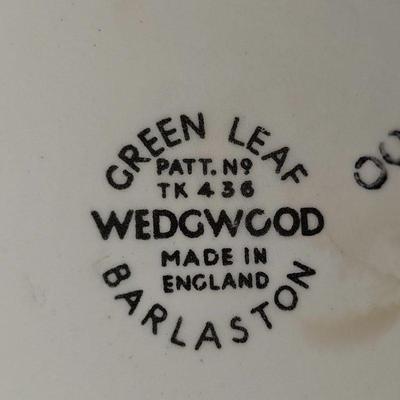 GREEN LEAF
PATT. Nº
TK 436
WEDGWOOD
MADE IN
ENGLAND
BARLASTON